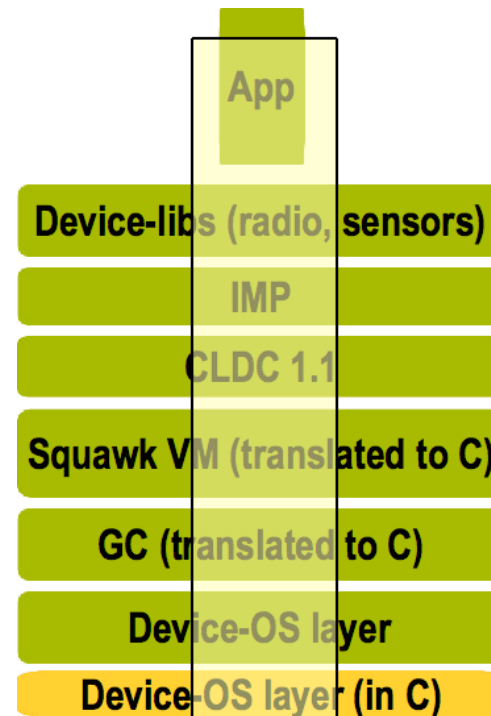 App
Device-libs (radio, sensors)
IMP
CLDC 1.1
Squawk VM (translated to C)
GC (translated to C)
Device-OS layer
Device-OS layer (in C)